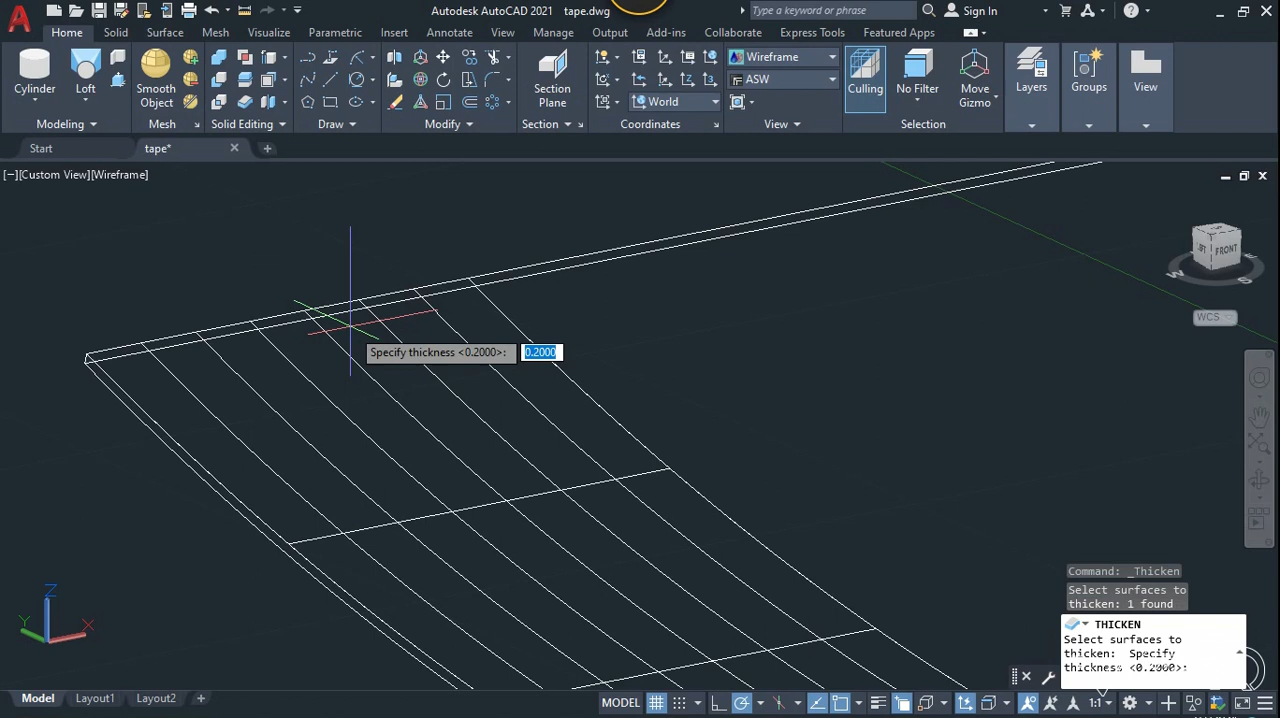 Autodesk AutoCAD 2021 tape.dwg
Type a keyword or phrase
Sign In
Home Solid Surface Mesh Visualize Parametric Insert Annotate View Manage Output Add-ins Collaborate Express Tools Featured Apps
Cylinder
Loft
Smooth
Object
Section
Plane
World
Wireframe
ASW
Culling
No Filter
Move
Gizmo
Layers
Groups
View
Modeling
Mesh
Solid Editing
Draw
Modify
Section
Coordinates
View
Selection
Start
tape*
[−][Custom View][Wireframe]
FRONT
W
S
WCS
Specify thickness <0.2000>:
0.2000
Z
Y
X
Command: _Thicken
Select surfaces to
thicken: 1 found
THICKEN
Select surfaces to
thicken: Specify
thickness <0.2000>:
Model Layout1 Layout2
MODEL
1:1